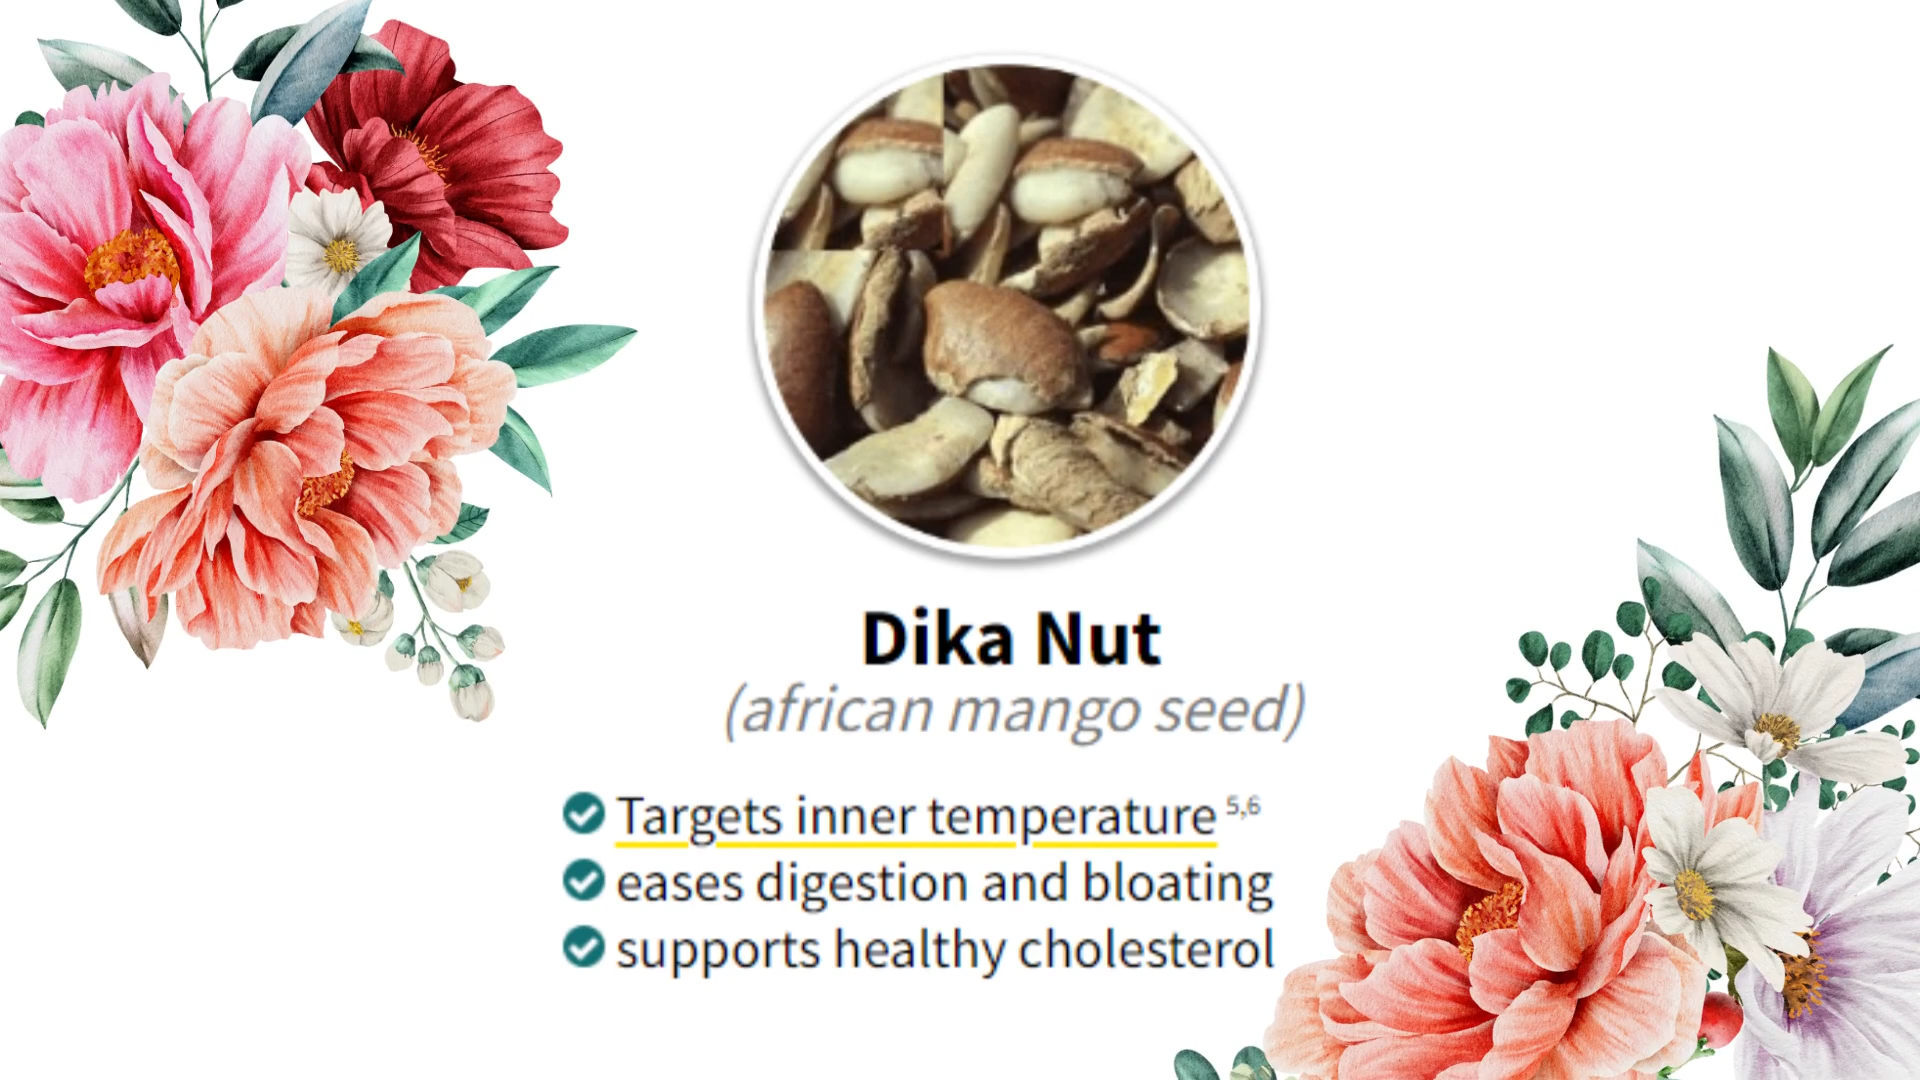 Dika Nut
(african mango seed)
Targets inner temperature 5,6
eases digestion and bloating
supports healthy cholesterol